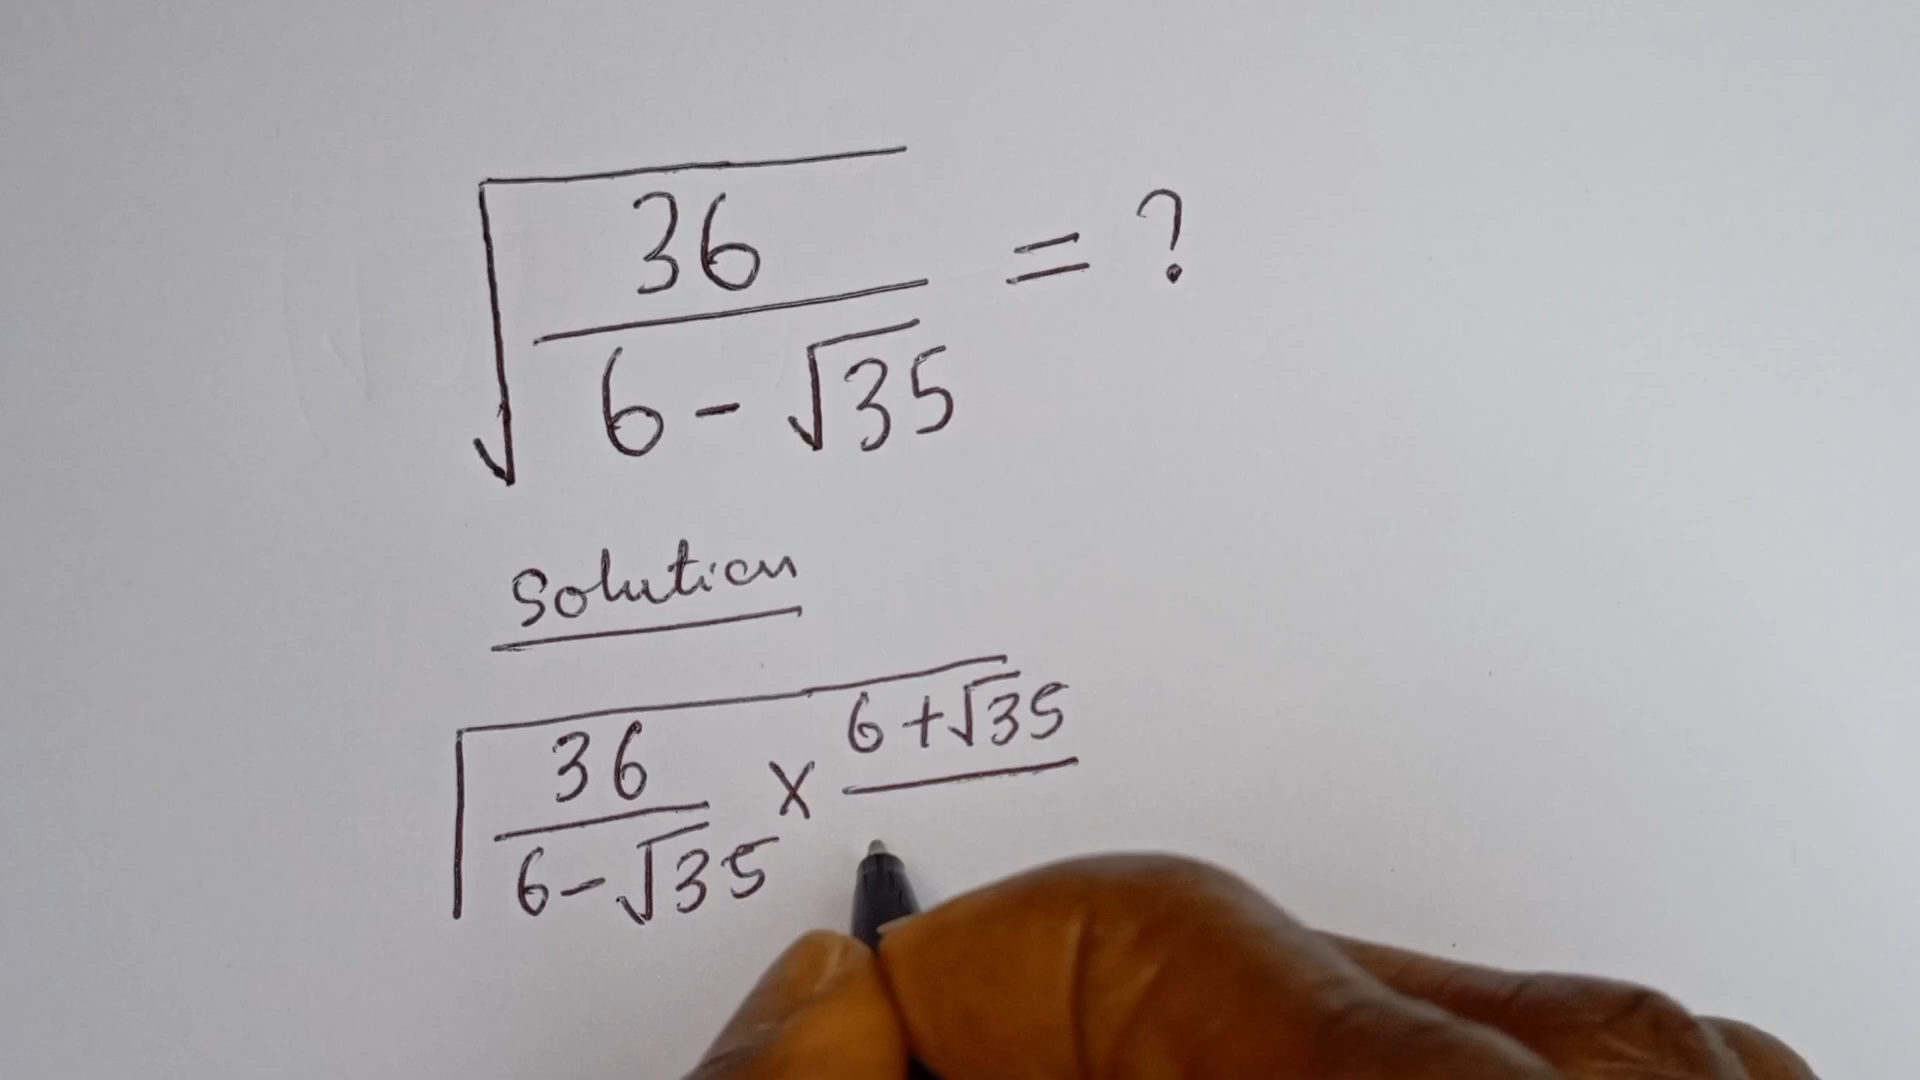 √(36/(6-√35)) = ?
Solution
√(36/(6-√35) × (6+√35)/